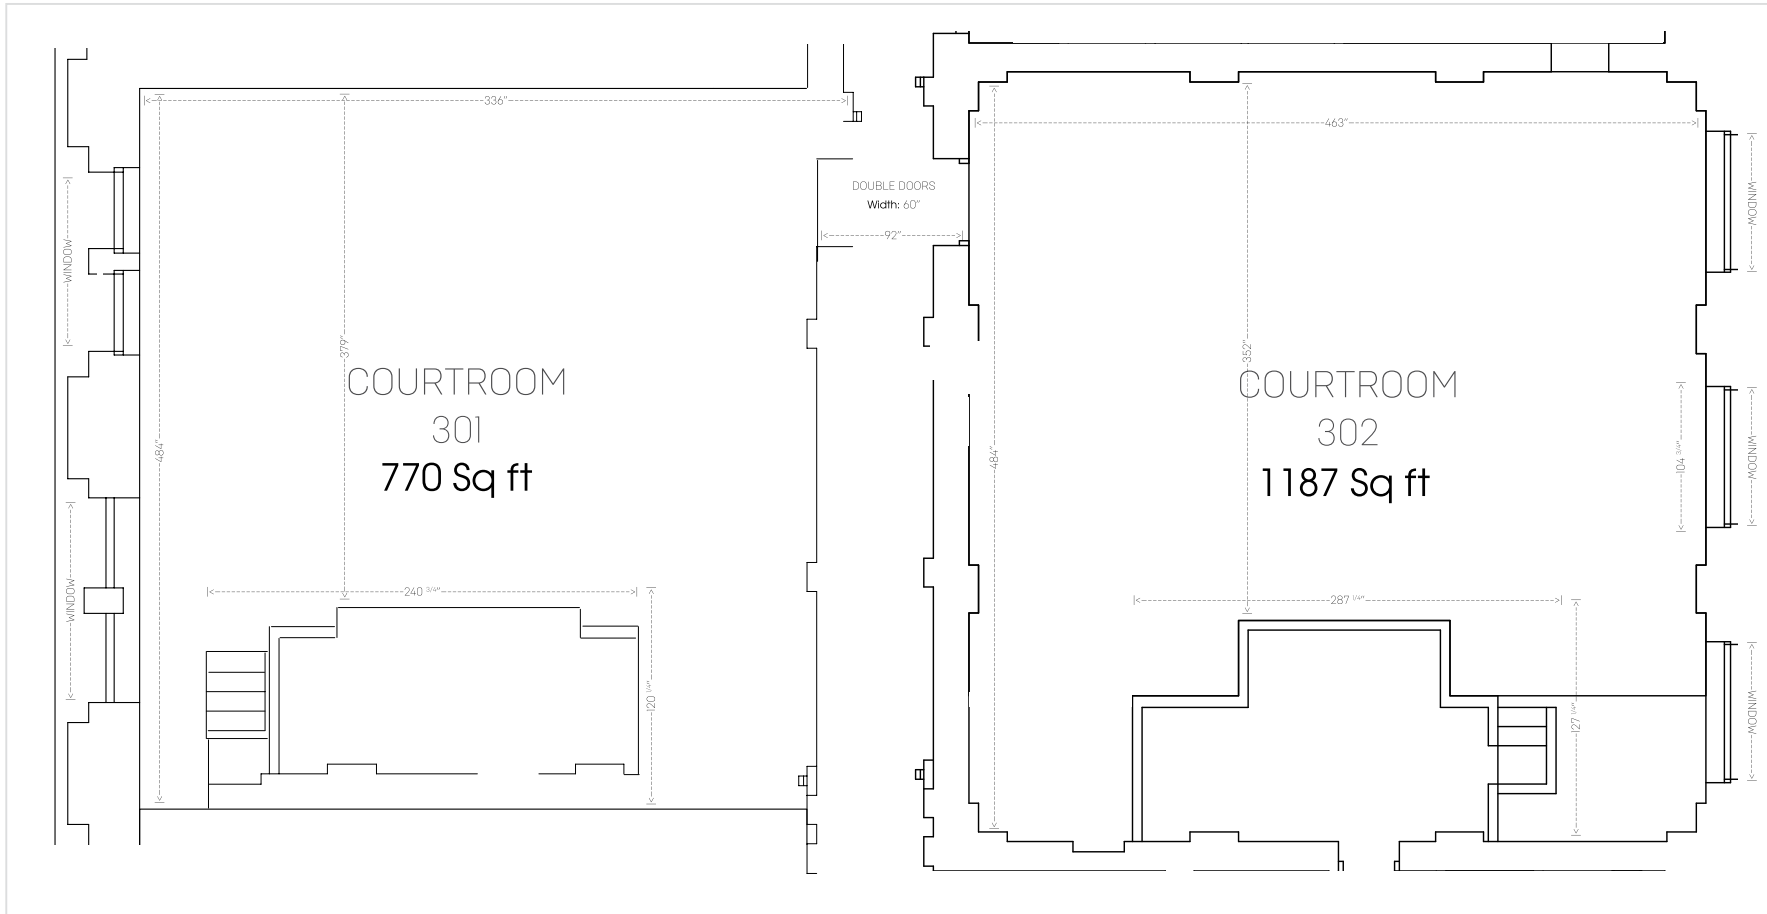 336"
463"
DOUBLE DOORS
Width: 60"
92"
WINDOW
WINDOW
379"
352"
COURTROOM
301
770 Sq ft
COURTROOM
302
1187 Sq ft
484"
484"
104 3/4"
WINDOW
WINDOW
240 3/4"
287 1/4"
120 1/4"
127 1/4"
WINDOW